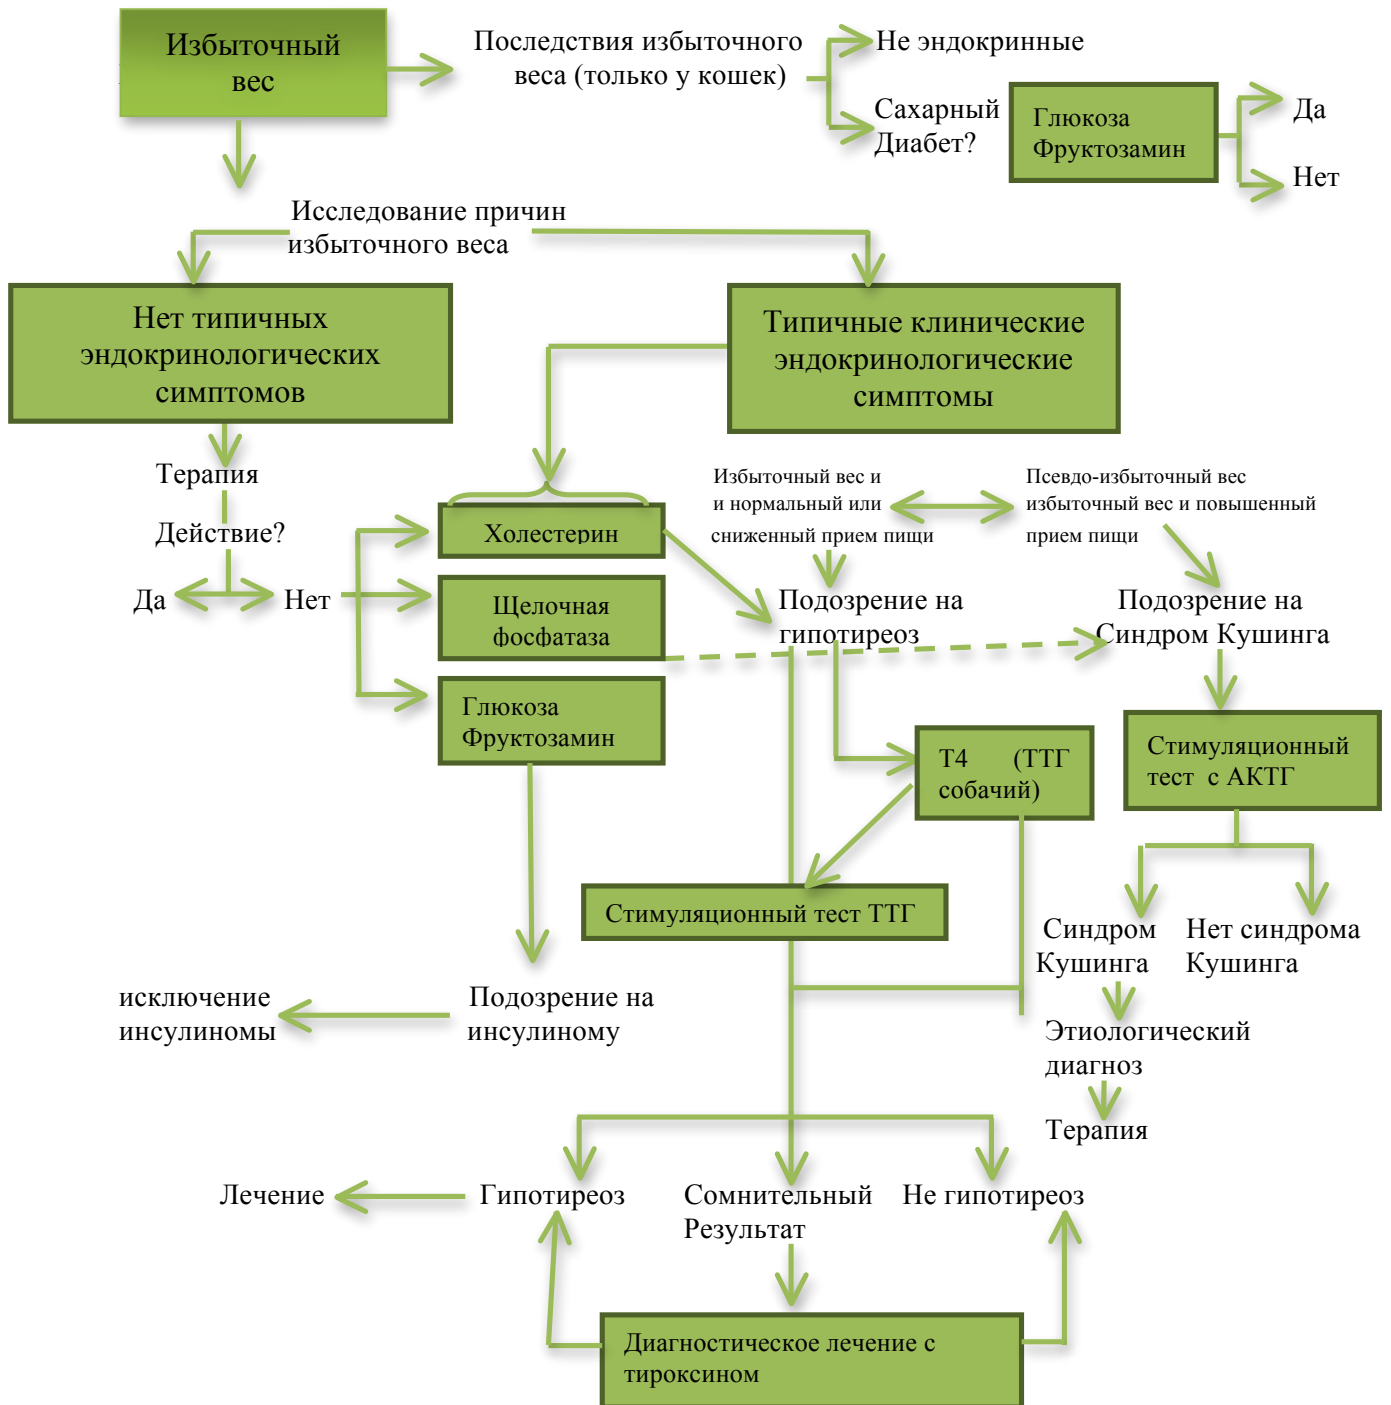 Избыточный
вес
Последствия избыточного
веса (только у кошек)
Не эндокринные
Сахарный
Диабет?
Глюкоза
Фруктозамин
Да
Нет
Исследование причин
избыточного веса
Нет типичных
эндокринологических
симптомов
Типичные клинические
эндокринологические
симптомы
Терапия
Действие?
Да
Нет
Холестерин
Щелочная
фосфатаза
Глюкоза
Фруктозамин
Избыточный вес и
и нормальный или
сниженный прием пищи
Псевдо-избыточный вес
избыточный вес и повышенный
прием пищи
Подозрение на
гипотиреоз
Подозрение на
Синдром Кушинга
Т4 (ТТГ
собачий)
Стимуляционный
тест с АКТГ
Стимуляционный тест ТТГ
Синдром
Кушинга
Нет синдрома
Кушинга
исключение
инсулиномы
Подозрение на
инсулиному
Этиологический
диагноз
Терапия
Лечение
Гипотиреоз
Сомнительный
Результат
Не гипотиреоз
Диагностическое лечение с
тироксином